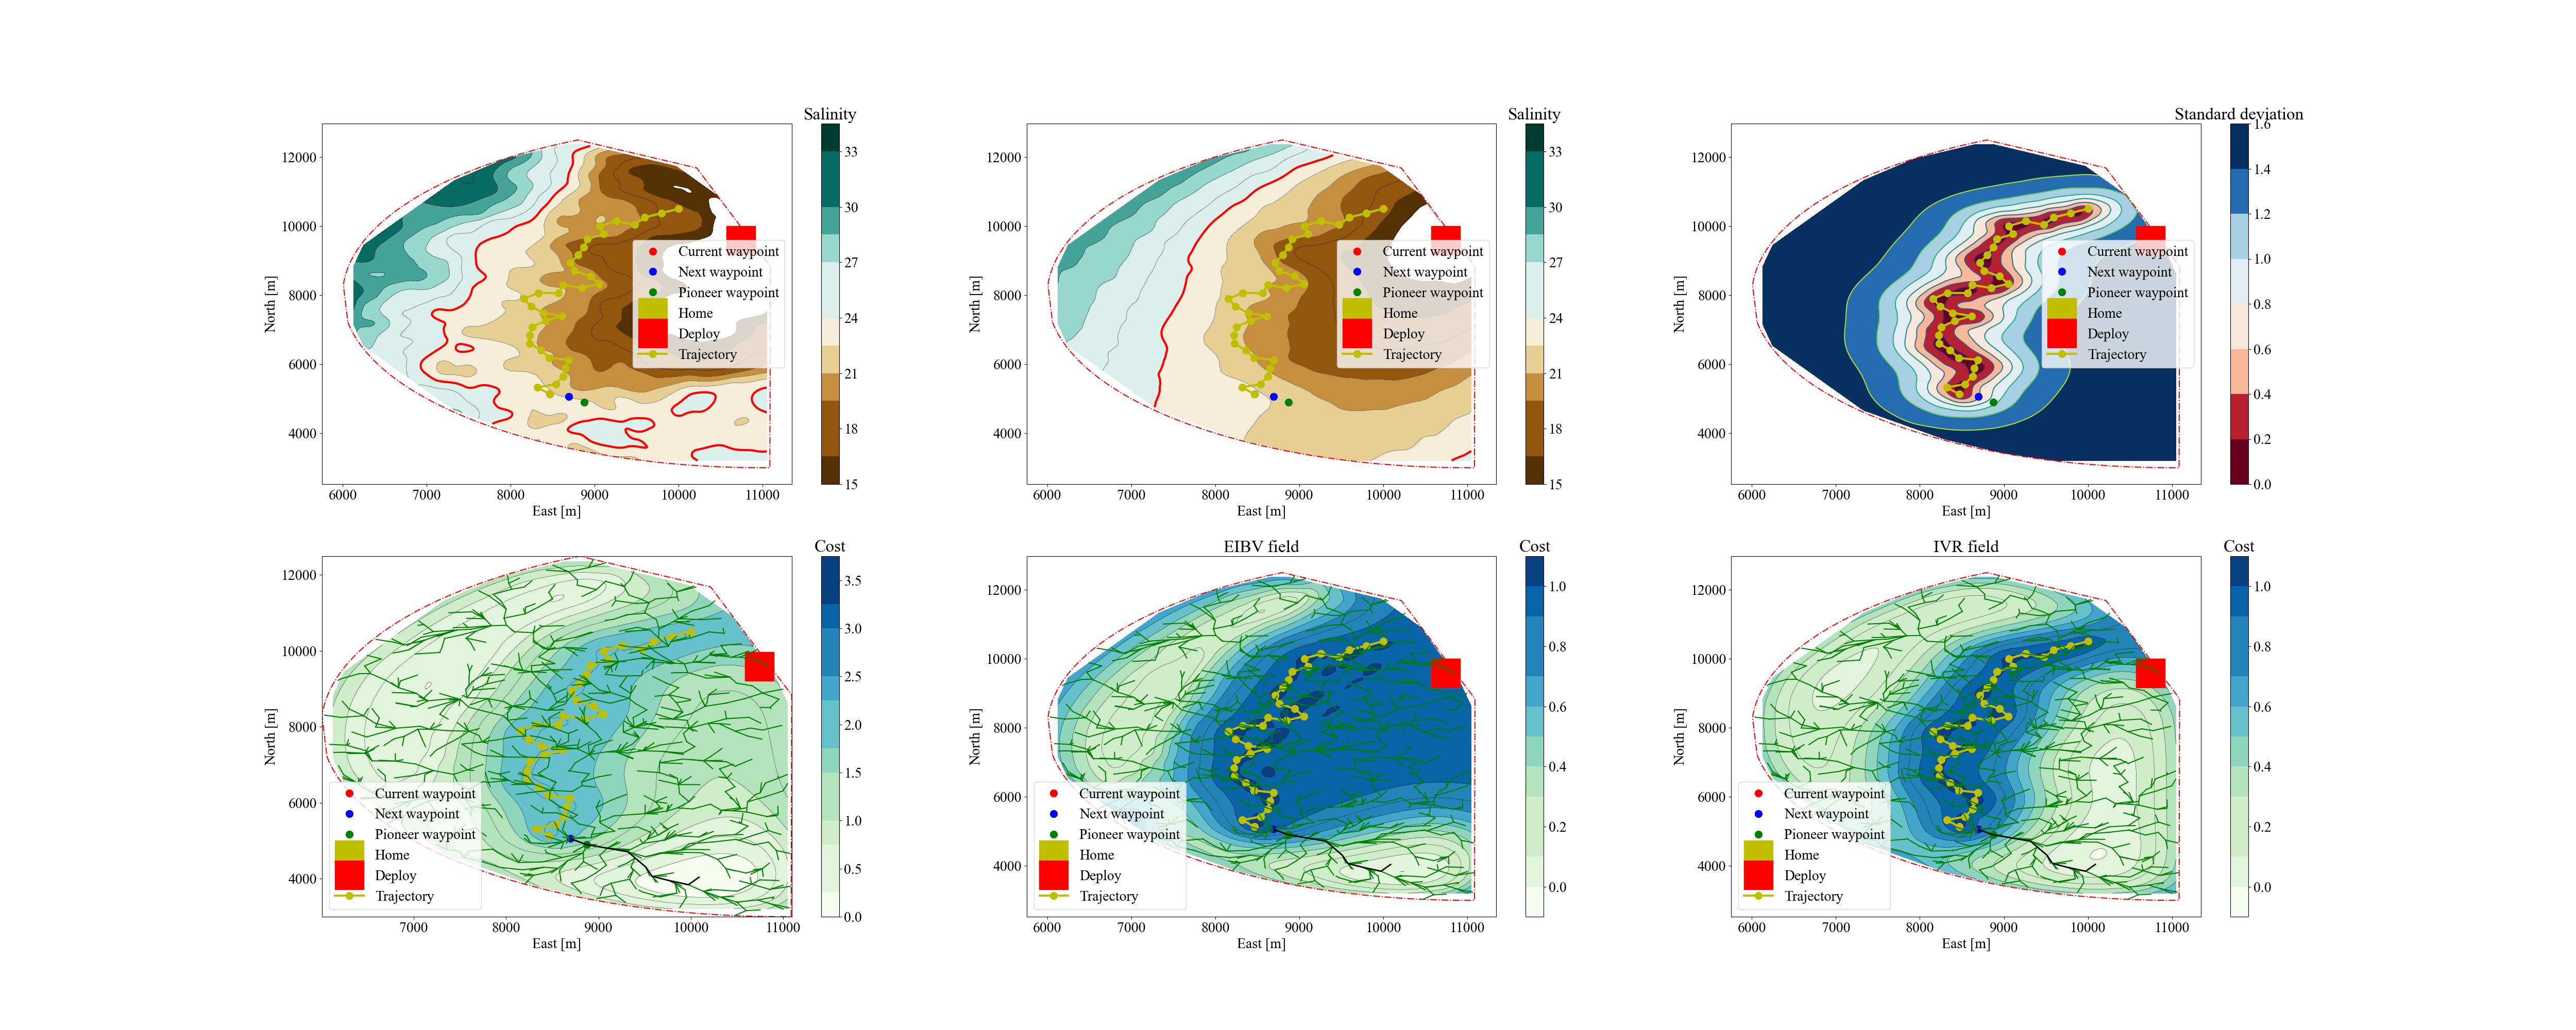 Salinity
12000
10000
8000
6000
4000
North [m]
6000 7000 8000 9000 10000 11000
East [m]
33
30
27
24
21
18
15
Current waypoint
Next waypoint
Pioneer waypoint
Home
Deploy
Trajectory
Salinity
12000
10000
8000
6000
4000
North [m]
6000 7000 8000 9000 10000 11000
East [m]
33
30
27
24
21
18
15
Current waypoint
Next waypoint
Pioneer waypoint
Home
Deploy
Trajectory
Standard deviation
12000
10000
8000
6000
4000
North [m]
6000 7000 8000 9000 10000 11000
East [m]
1.6
1.4
1.2
1.0
0.8
0.6
0.4
0.2
0.0
Current waypoint
Next waypoint
Pioneer waypoint
Home
Deploy
Trajectory
Cost
12000
10000
8000
6000
4000
North [m]
7000 8000 9000 10000 11000
East [m]
3.5
3.0
2.5
2.0
1.5
1.0
0.5
0.0
Current waypoint
Next waypoint
Pioneer waypoint
Home
Deploy
Trajectory
EIBV field
Cost
12000
10000
8000
6000
4000
North [m]
6000 7000 8000 9000 10000 11000
East [m]
1.0
0.8
0.6
0.4
0.2
0.0
Current waypoint
Next waypoint
Pioneer waypoint
Home
Deploy
Trajectory
IVR field
Cost
12000
10000
8000
6000
4000
North [m]
6000 7000 8000 9000 10000 11000
East [m]
1.0
0.8
0.6
0.4
0.2
0.0
Current waypoint
Next waypoint
Pioneer waypoint
Home
Deploy
Trajectory